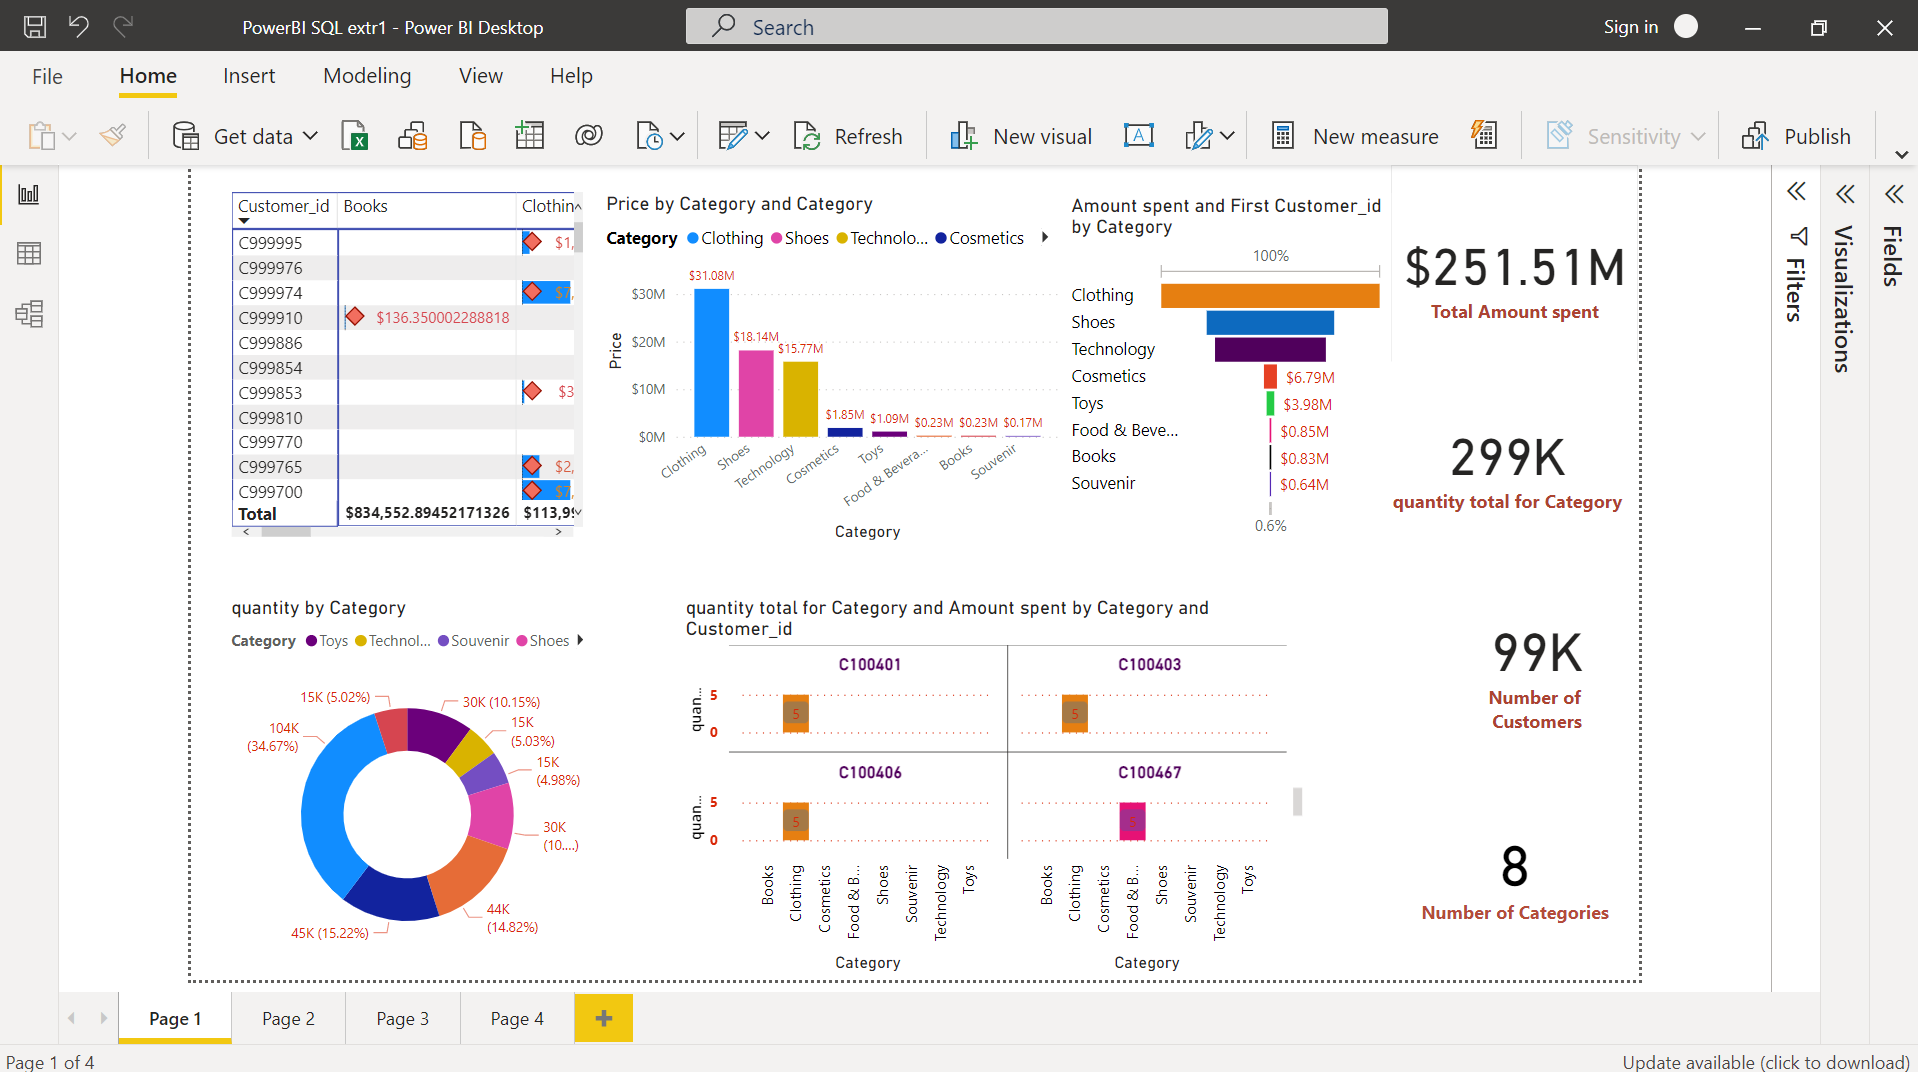 PowerBI SQL extr1 - Power BI Desktop
Search
Sign in
File
Home
Insert
Modeling
View
Help
Get data
Refresh
New visual
New measure
Sensitivity
Publish
Customer_id Books Clothin
C999995 $1,
C999976
C999974 $7,
C999910 $136.350002288818
C999886
C999854
C999853 $3
C999810
C999770
C999765 $2,
C999700 $7,
Total $834,552.89452171326 $113,99
Price by Category and Category
Category Clothing Shoes Technolo... Cosmetics
Price
$30M
$20M
$10M
$0M
$31.08M
$18.14M
$15.77M
$1.85M
$1.09M
$0.23M
$0.23M
$0.17M
Clothing
Shoes
Technology
Cosmetics
Toys
Food & Bevera...
Books
Souvenir
Category
Amount spent and First Customer_id
by Category
100%
Clothing
Shoes
Technology
Cosmetics $6.79M
Toys $3.98M
Food & Beve... $0.85M
Books $0.83M
Souvenir $0.64M
0.6%
$251.51M
Total Amount spent
299K
quantity total for Category
99K
Number of
Customers
8
Number of Categories
quantity by Category
Category Toys Technol... Souvenir Shoes
30K (10.15%)
15K
(5.03%)
15K
(4.98%)
30K
(10....)
44K
(14.82%)
45K (15.22%)
104K
(34.67%)
15K (5.02%)
quantity total for Category and Amount spent by Category and
Customer_id
C100401
C100403
quan...
5
0
5
5
C100406
C100467
quan...
5
0
5
5
Books
Clothing
Cosmetics
Food & B...
Shoes
Souvenir
Technology
Toys
Books
Clothing
Cosmetics
Food & B...
Shoes
Souvenir
Technology
Toys
Category
Category
Filters
Visualizations
Fields
Page 1
Page 2
Page 3
Page 4
Page 1 of 4
Update available (click to download)